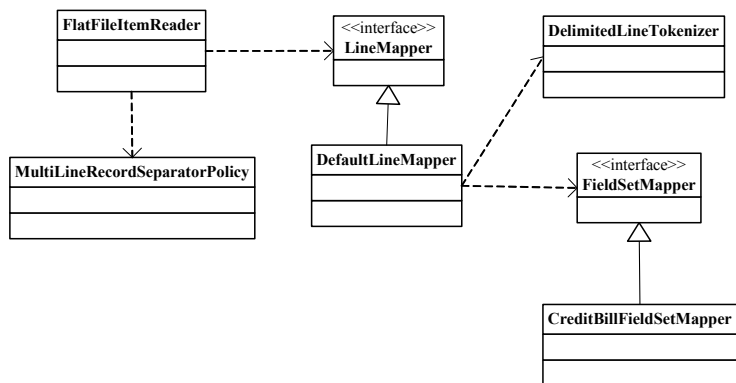 FlatFileItemReader
<<interface>>
LineMapper
DelimitedLineTokenizer
MultiLineRecordSeparatorPolicy
DefaultLineMapper
<<interface>>
FieldSetMapper
CreditBillFieldSetMapper